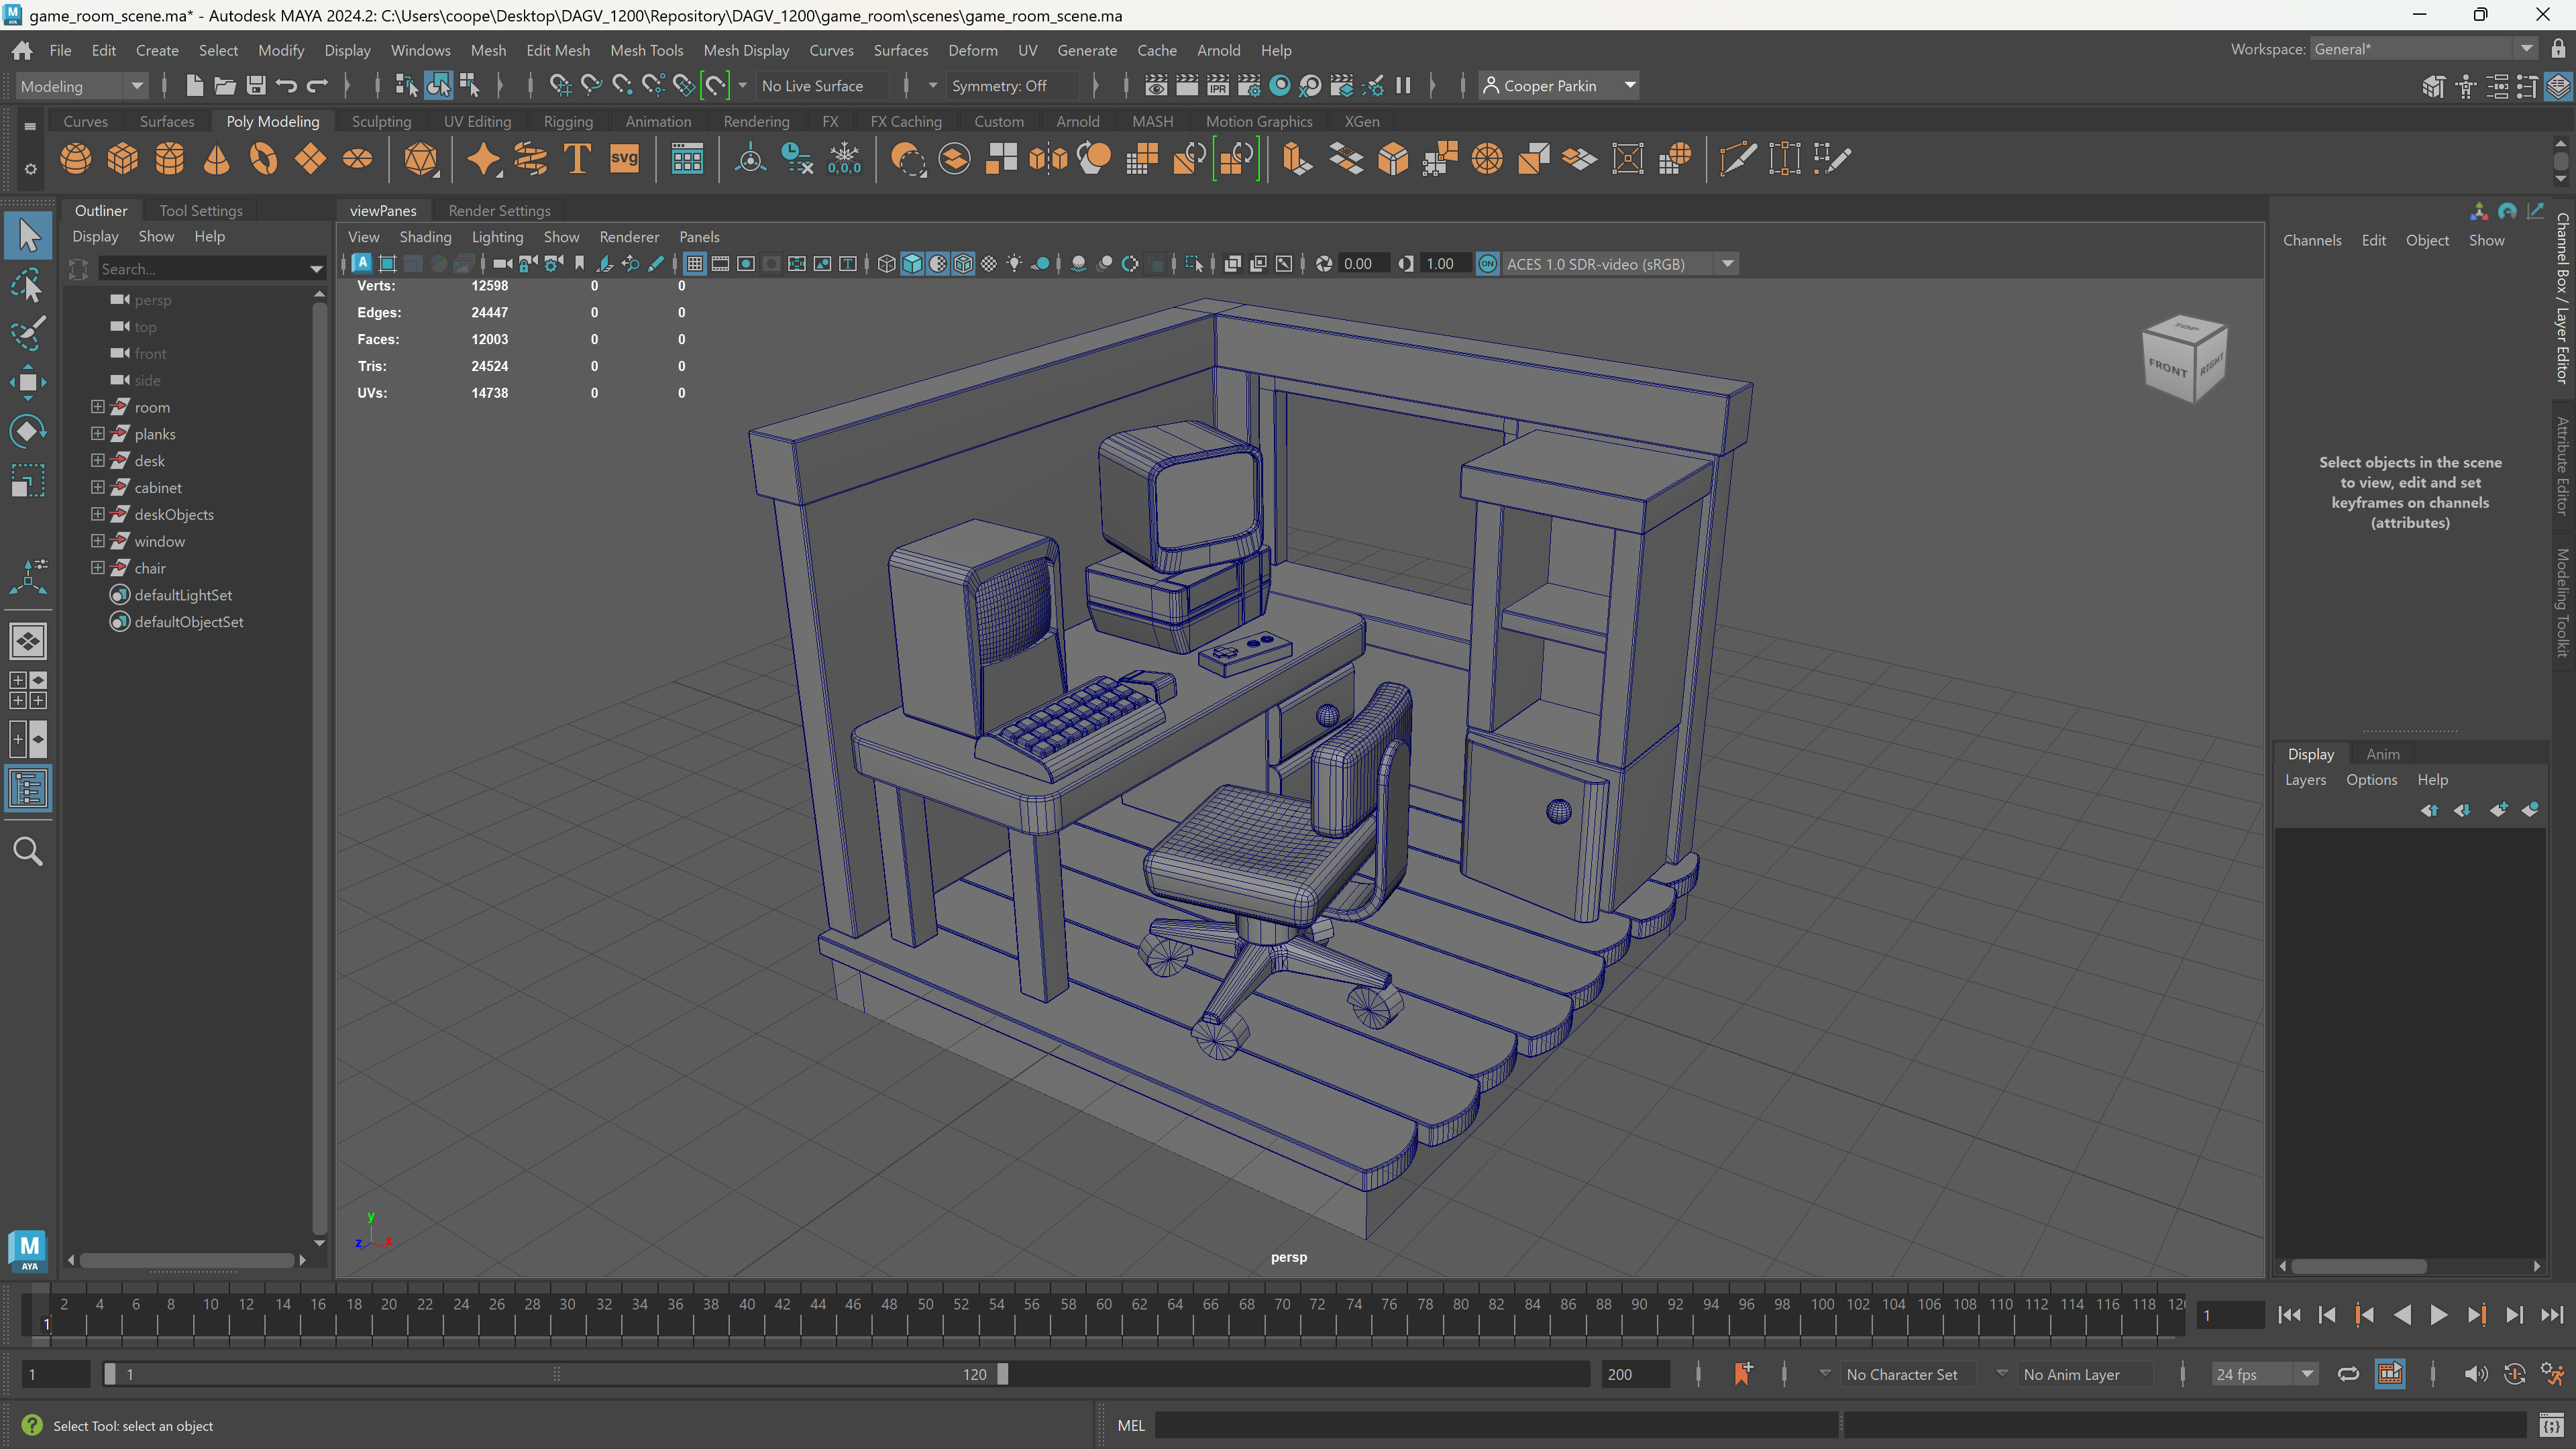 game_room_scene.ma* - Autodesk MAYA 2024.2: C:\Users\coope\Desktop\DAGV_1200\Repository\DAGV_1200\game_room\scenes\game_room_scene.ma
File Edit Create Select Modify Display Windows Mesh Edit Mesh Mesh Tools Mesh Display Curves Surfaces Deform UV Generate Cache Arnold Help
Workspace: General*
Modeling
No Live Surface
Symmetry: Off
IPR
Cooper Parkin
Curves Surfaces Poly Modeling Sculpting UV Editing Rigging Animation Rendering FX FX Caching Custom Arnold MASH Motion Graphics XGen
T
svg
0,0,0
Outliner Tool Settings
Display Show Help
Search...
persp
top
front
side
room
planks
desk
cabinet
deskObjects
window
chair
defaultLightSet
defaultObjectSet
viewPanes Render Settings
View Shading Lighting Show Renderer Panels
0.00
1.00
ON
ACES 1.0 SDR-video (sRGB)
Verts: 12598 0 0
Edges: 24447 0 0
Faces: 12003 0 0
Tris: 24524 0 0
UVs: 14738 0 0
TOP
FRONT
RIGHT
y
z
x
persp
Channels Edit Object Show
Select objects in the scene
to view, edit and set
keyframes on channels
(attributes)
Channel Box / Layer Editor
Attribute Editor
Modeling Toolkit
Display Anim
Layers Options Help
M
AYA
2 4 6 8 10 12 14 16 18 20 22 24 26 28 30 32 34 36 38 40 42 44 46 48 50 52 54 56 58 60 62 64 66 68 70 72 74 76 78 80 82 84 86 88 90 92 94 96 98 100 102 104 106 108 110 112 114 116 118
1
1
1
1
120
200
No Character Set
No Anim Layer
24 fps
Select Tool: select an object
MEL